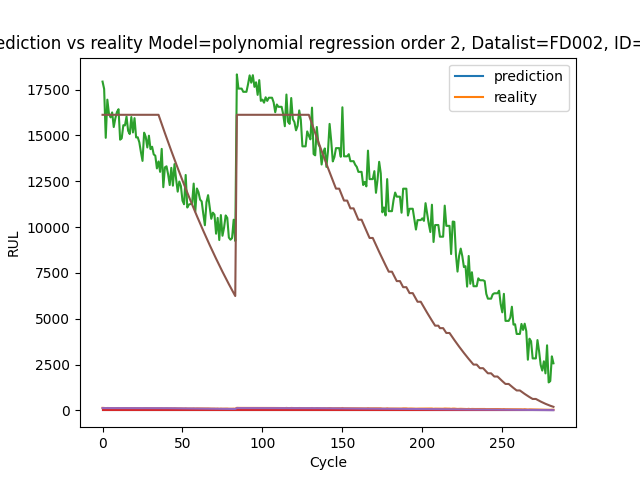 ediction vs reality Model=polynomial regression order 2, Datalist=FD002, ID=
prediction
reality
17500
15000
12500
10000
7500
5000
2500
0
RUL
0 50 100 150 200 250
Cycle